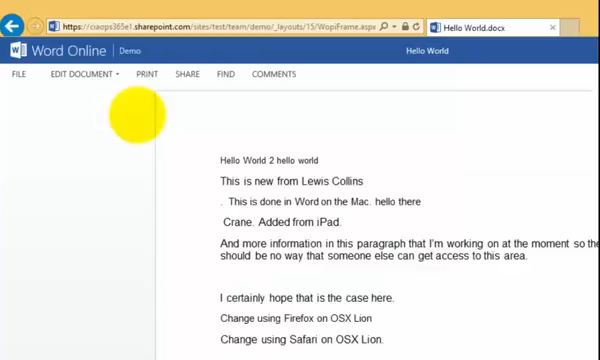 https://ciaops365e1.sharepoint.com/sites/test/team/demo/_layouts/15/WopiFrame.aspx
Hello World.docx
Word Online Demo Hello World
FILE EDIT DOCUMENT PRINT SHARE FIND COMMENTS
Hello World 2 hello world
This is new from Lewis Collins
. This is done in Word on the Mac. hello there
Crane. Added from iPad.
And more information in this paragraph that I'm working on at the moment so the
should be no way that someone else can get access to this area.
I certainly hope that is the case here.
Change using Firefox on OSX Lion
Change using Safari on OSX Lion.